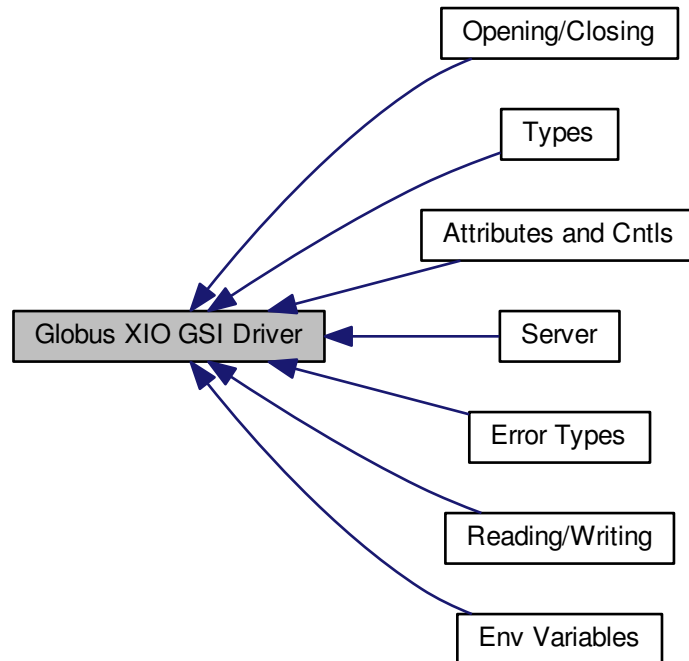 Opening/Closing
Types
Attributes and Cntls
Globus XIO GSI Driver
Server
Error Types
Reading/Writing
Env Variables